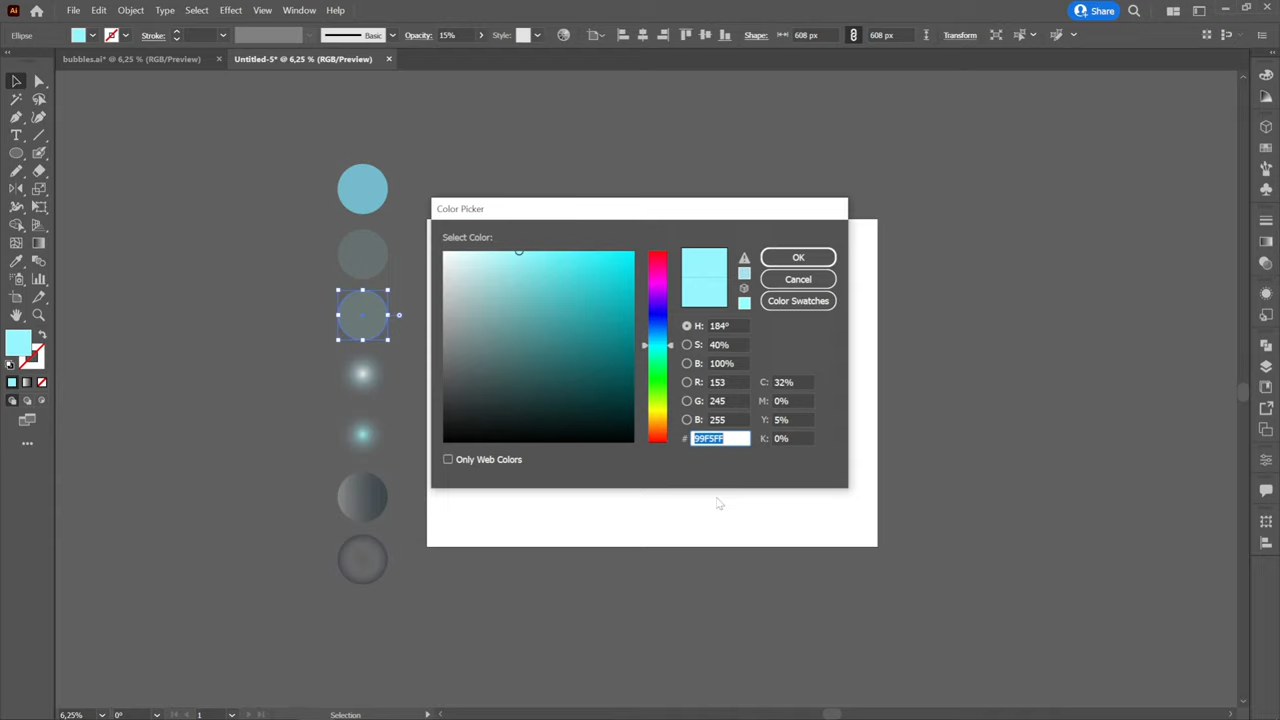 Ai File Edit Object Type Select Effect View Window Help Share
Ellipse Stroke: Basic Opacity: 15% Style: Shape: 608 px 608 px Transform
bubbles.ai* @ 6,25 % (RGB/Preview) × Untitled-5* @ 6,25 % (RGB/Preview) ×
Color Picker
Select Color:
OK
Cancel
Color Swatches
H: 184°
S: 40%
B: 100%
R: 153 C: 32%
G: 245 M: 0%
B: 255 Y: 5%
# 99F5FF K: 0%
Only Web Colors
6,25% 0° 1 Selection